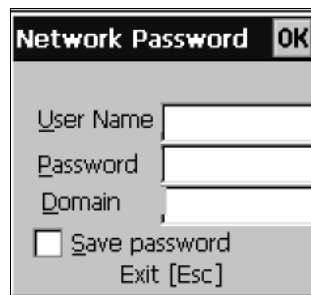 Network Password OK
User Name
Password
Domain
Save password
Exit [Esc]